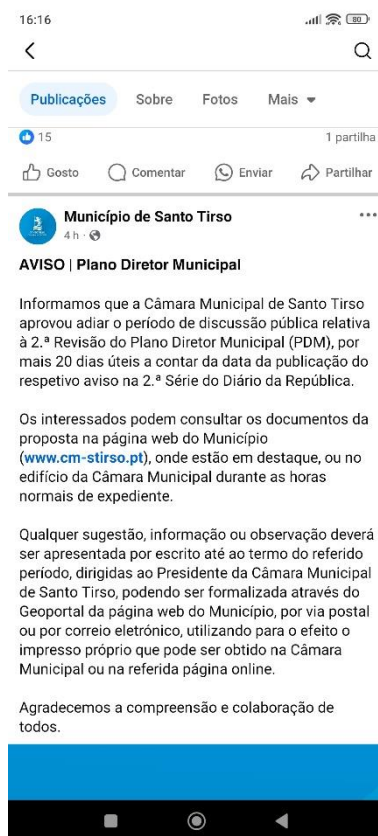 16:16
80
Publicações Sobre Fotos Mais
15 1 partilha
Gosto Comentar Enviar Partilhar
Município de Santo Tirso
4 h
AVISO | Plano Diretor Municipal
Informamos que a Câmara Municipal de Santo Tirso
aprovou adiar o período de discussão pública relativa
à 2.ª Revisão do Plano Diretor Municipal (PDM), por
mais 20 dias úteis a contar da data da publicação do
respetivo aviso na 2.ª Série do Diário da República.
Os interessados podem consultar os documentos da
proposta na página web do Município
(www.cm-stirso.pt), onde estão em destaque, ou no
edifício da Câmara Municipal durante as horas
normais de expediente.
Qualquer sugestão, informação ou observação deverá
ser apresentada por escrito até ao termo do referido
período, dirigidas ao Presidente da Câmara Municipal
de Santo Tirso, podendo ser formalizada através do
Geoportal da página web do Município, por via postal
ou por correio eletrónico, utilizando para o efeito o
impresso próprio que pode ser obtido na Câmara
Municipal ou na referida página online.
Agradecemos a compreensão e colaboração de
todos.